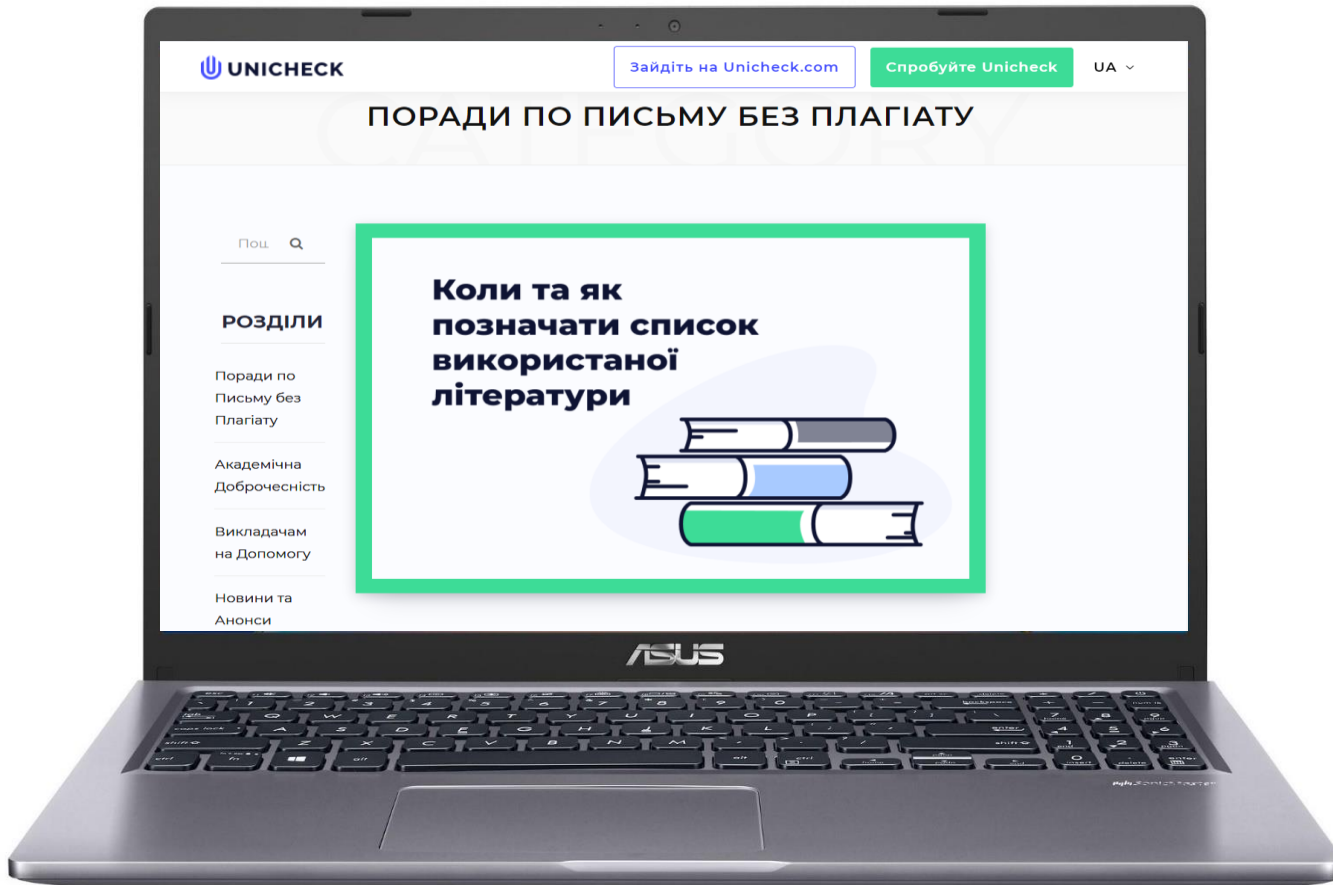 UNICHECK
Зайдіть на Unicheck.com
Спробуйте Unicheck
UA
CATEGORY
ПОРАДИ ПО ПИСЬМУ БЕЗ ПЛАГІАТУ
Пош
РОЗДІЛИ
Поради по
Письму без
Плагіату
Академічна
Доброчесність
Викладачам
на Допомогу
Новини та
Анонси
Коли та як
позначати список
використаної
літератури
ASUS